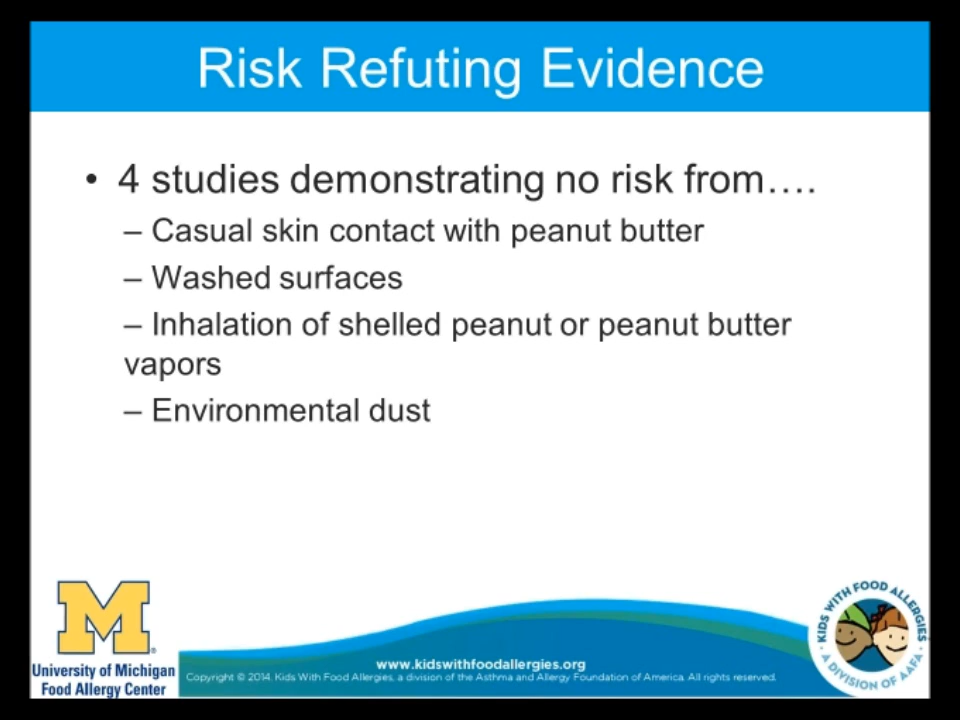 Risk Refuting Evidence
• 4 studies demonstrating no risk from….
– Casual skin contact with peanut butter
– Washed surfaces
– Inhalation of shelled peanut or peanut butter
vapors
– Environmental dust
M
University of Michigan
Food Allergy Center
www.kidswithfoodallergies.org
Copyright © 2014. Kids With Food Allergies, a division of the Asthma and Allergy Foundation of America. All rights reserved.
KIDS WITH FOOD ALLERGIES
· A DIVISION OF AAFA ·